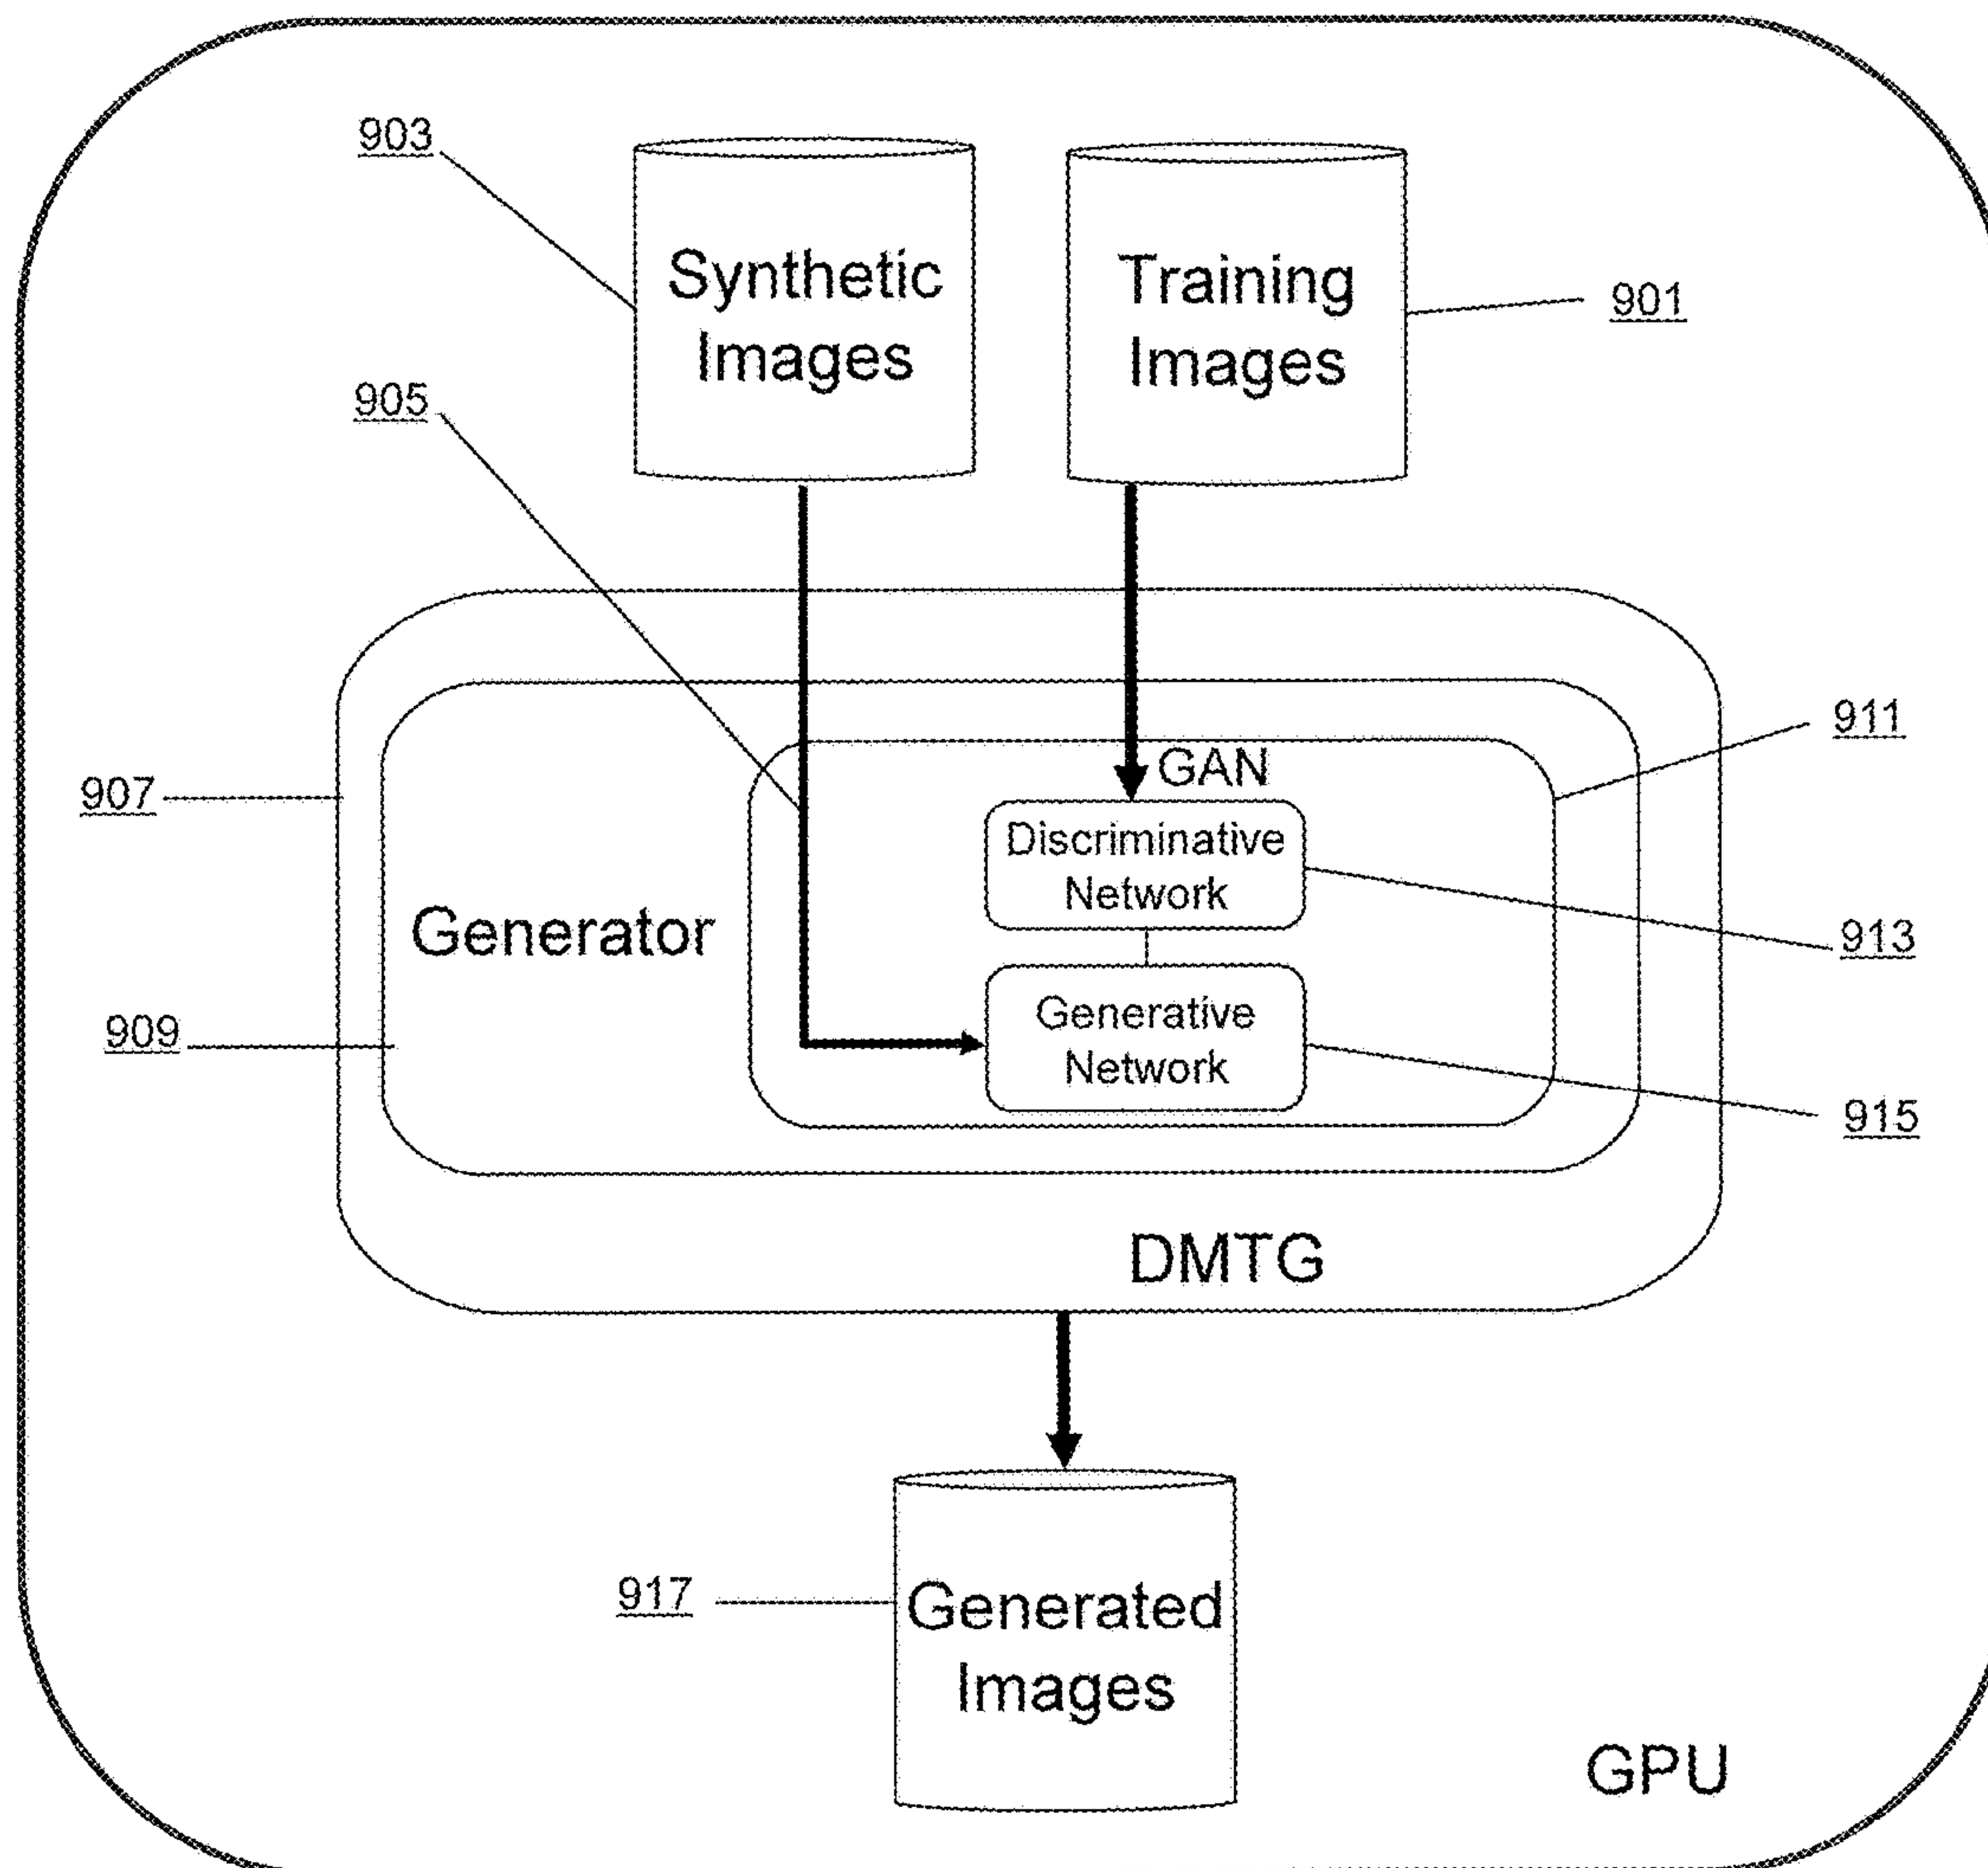 903
Synthetic
Images
Training
Images
901
905
911
GAN
907
Discriminative
Network
Generator
913
Generative
Network
909
915
DMTG
917
Generated
Images
GPU